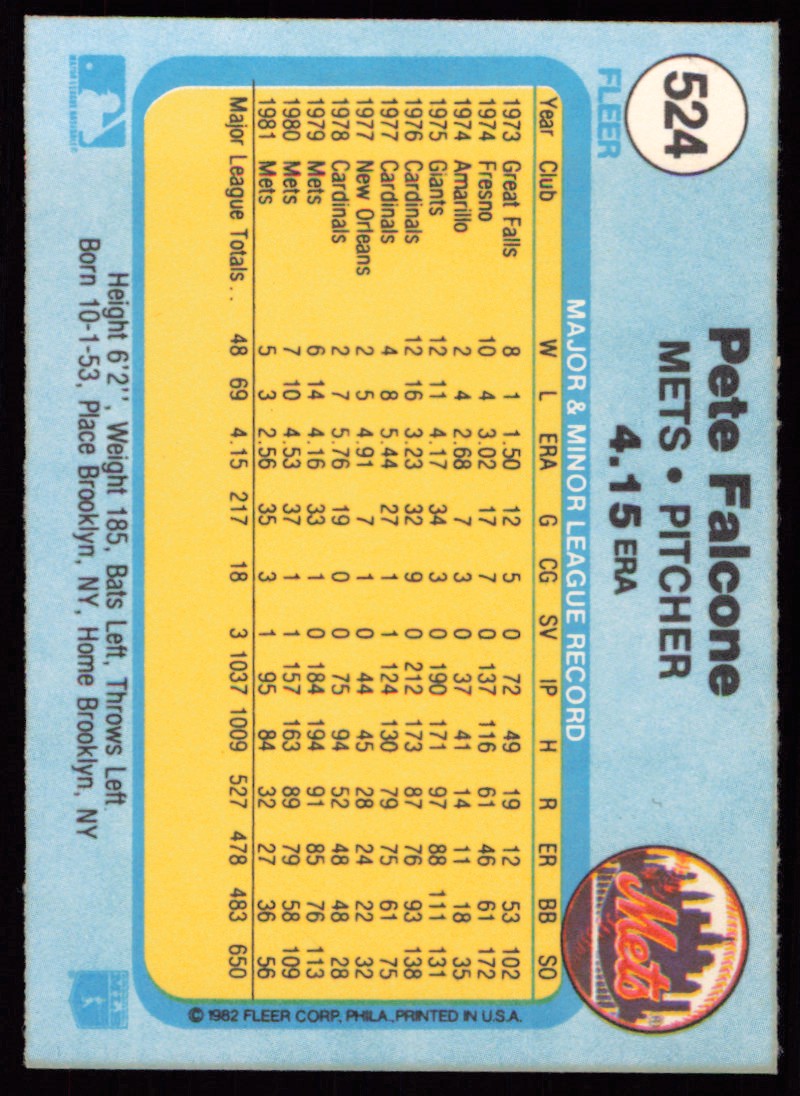 524
FLEER
Pete Falcone
METS • PITCHER
4.15 ERA
Mets
MAJOR & MINOR LEAGUE RECORD
Year Club W L ERA G CG SV IP H R ER BB SO
1973 Great Falls 8 1 1.50 12 5 0 72 49 19 12 53 102
1974 Fresno 10 4 3.02 17 7 0 137 116 61 46 61 172
1974 Amarillo 2 4 2.68 7 3 0 37 41 14 11 18 35
1975 Giants 12 11 4.17 34 3 0 190 171 97 88 111 131
1976 Cardinals 12 16 3.23 32 9 0 212 173 87 76 93 138
1977 Cardinals 4 8 5.44 27 1 1 124 130 79 75 61 75
1977 New Orleans 2 5 4.91 7 1 0 44 45 28 24 22 32
1978 Cardinals 2 7 5.76 19 0 0 75 94 52 48 48 28
1979 Mets 6 14 4.16 33 1 0 184 194 91 85 76 113
1980 Mets 7 10 4.53 37 1 1 157 163 89 79 58 109
1981 Mets 5 3 2.56 35 3 1 95 84 32 27 36 56
Major League Totals . . 48 69 4.15 217 18 3 1037 1009 527 478 483 650
© 1982 FLEER CORP, PHILA., PRINTED IN U.S.A.
MAJOR LEAGUE BASEBALL
Height 6'2'', Weight 185, Bats Left, Throws Left
Born 10-1-53, Place Brooklyn, NY, Home Brooklyn, NY